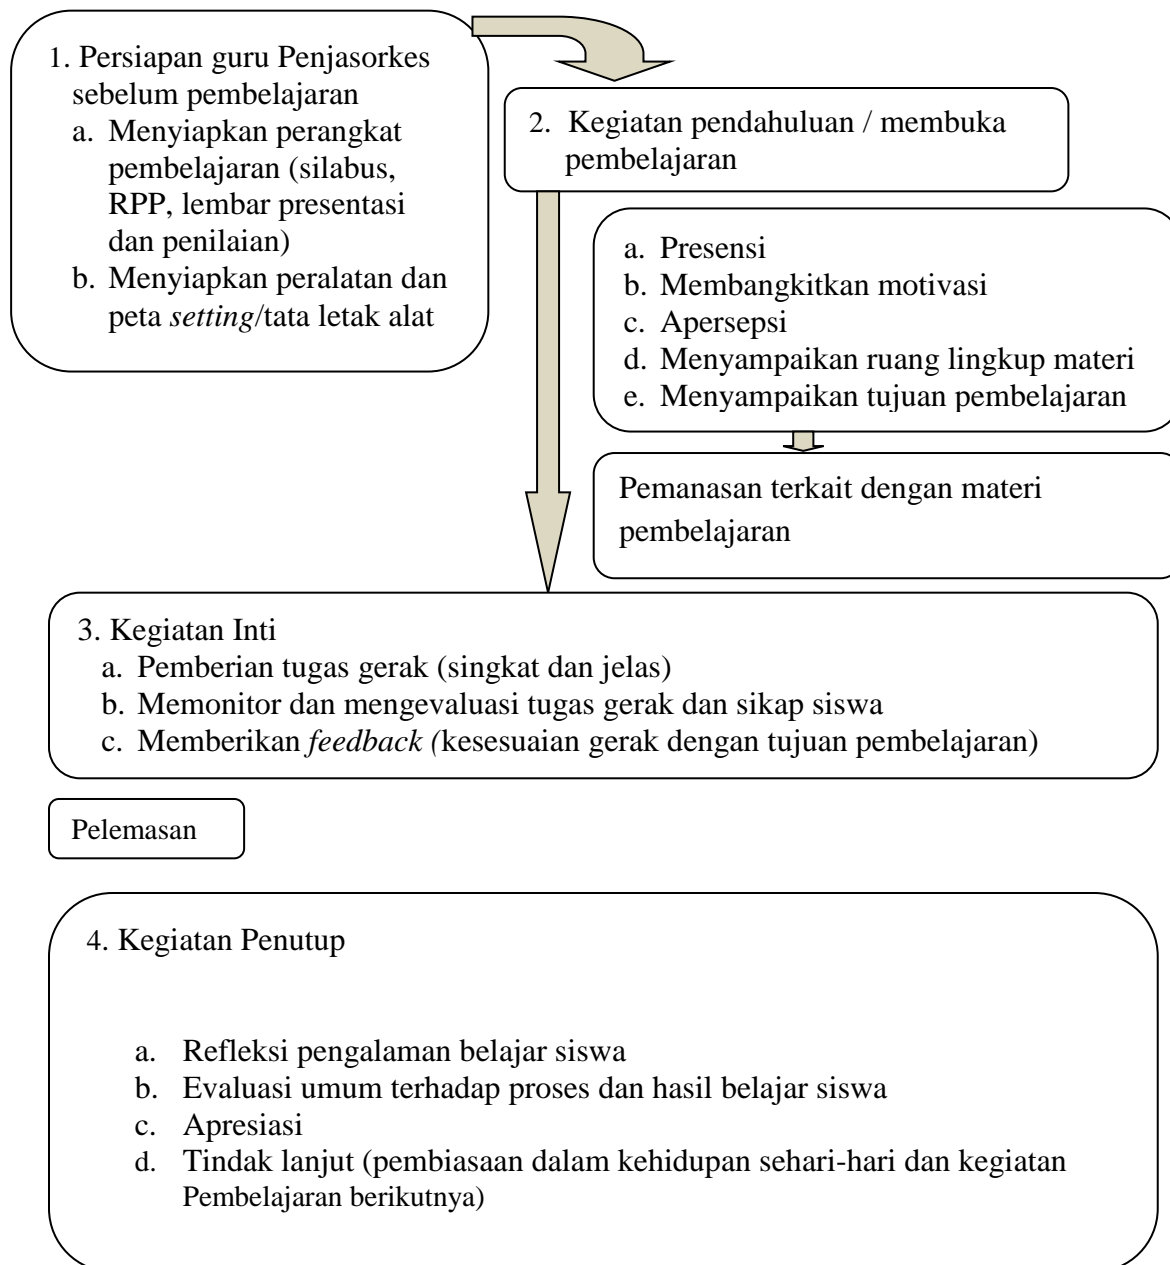 1. Persiapan guru Penjasorkes
sebelum pembelajaran
a. Menyiapkan perangkat
pembelajaran (silabus,
RPP, lembar presentasi
dan penilaian)
b. Menyiapkan peralatan dan
peta setting/tata letak alat
2. Kegiatan pendahuluan / membuka
pembelajaran
a. Presensi
b. Membangkitkan motivasi
c. Apersepsi
d. Menyampaikan ruang lingkup materi
e. Menyampaikan tujuan pembelajaran
Pemanasan terkait dengan materi
pembelajaran
3. Kegiatan Inti
a. Pemberian tugas gerak (singkat dan jelas)
b. Memonitor dan mengevaluasi tugas gerak dan sikap siswa
c. Memberikan feedback (kesesuaian gerak dengan tujuan pembelajaran)
Pelemasan
4. Kegiatan Penutup
a. Refleksi pengalaman belajar siswa
b. Evaluasi umum terhadap proses dan hasil belajar siswa
c. Apresiasi
d. Tindak lanjut (pembiasaan dalam kehidupan sehari-hari dan kegiatan
Pembelajaran berikutnya)